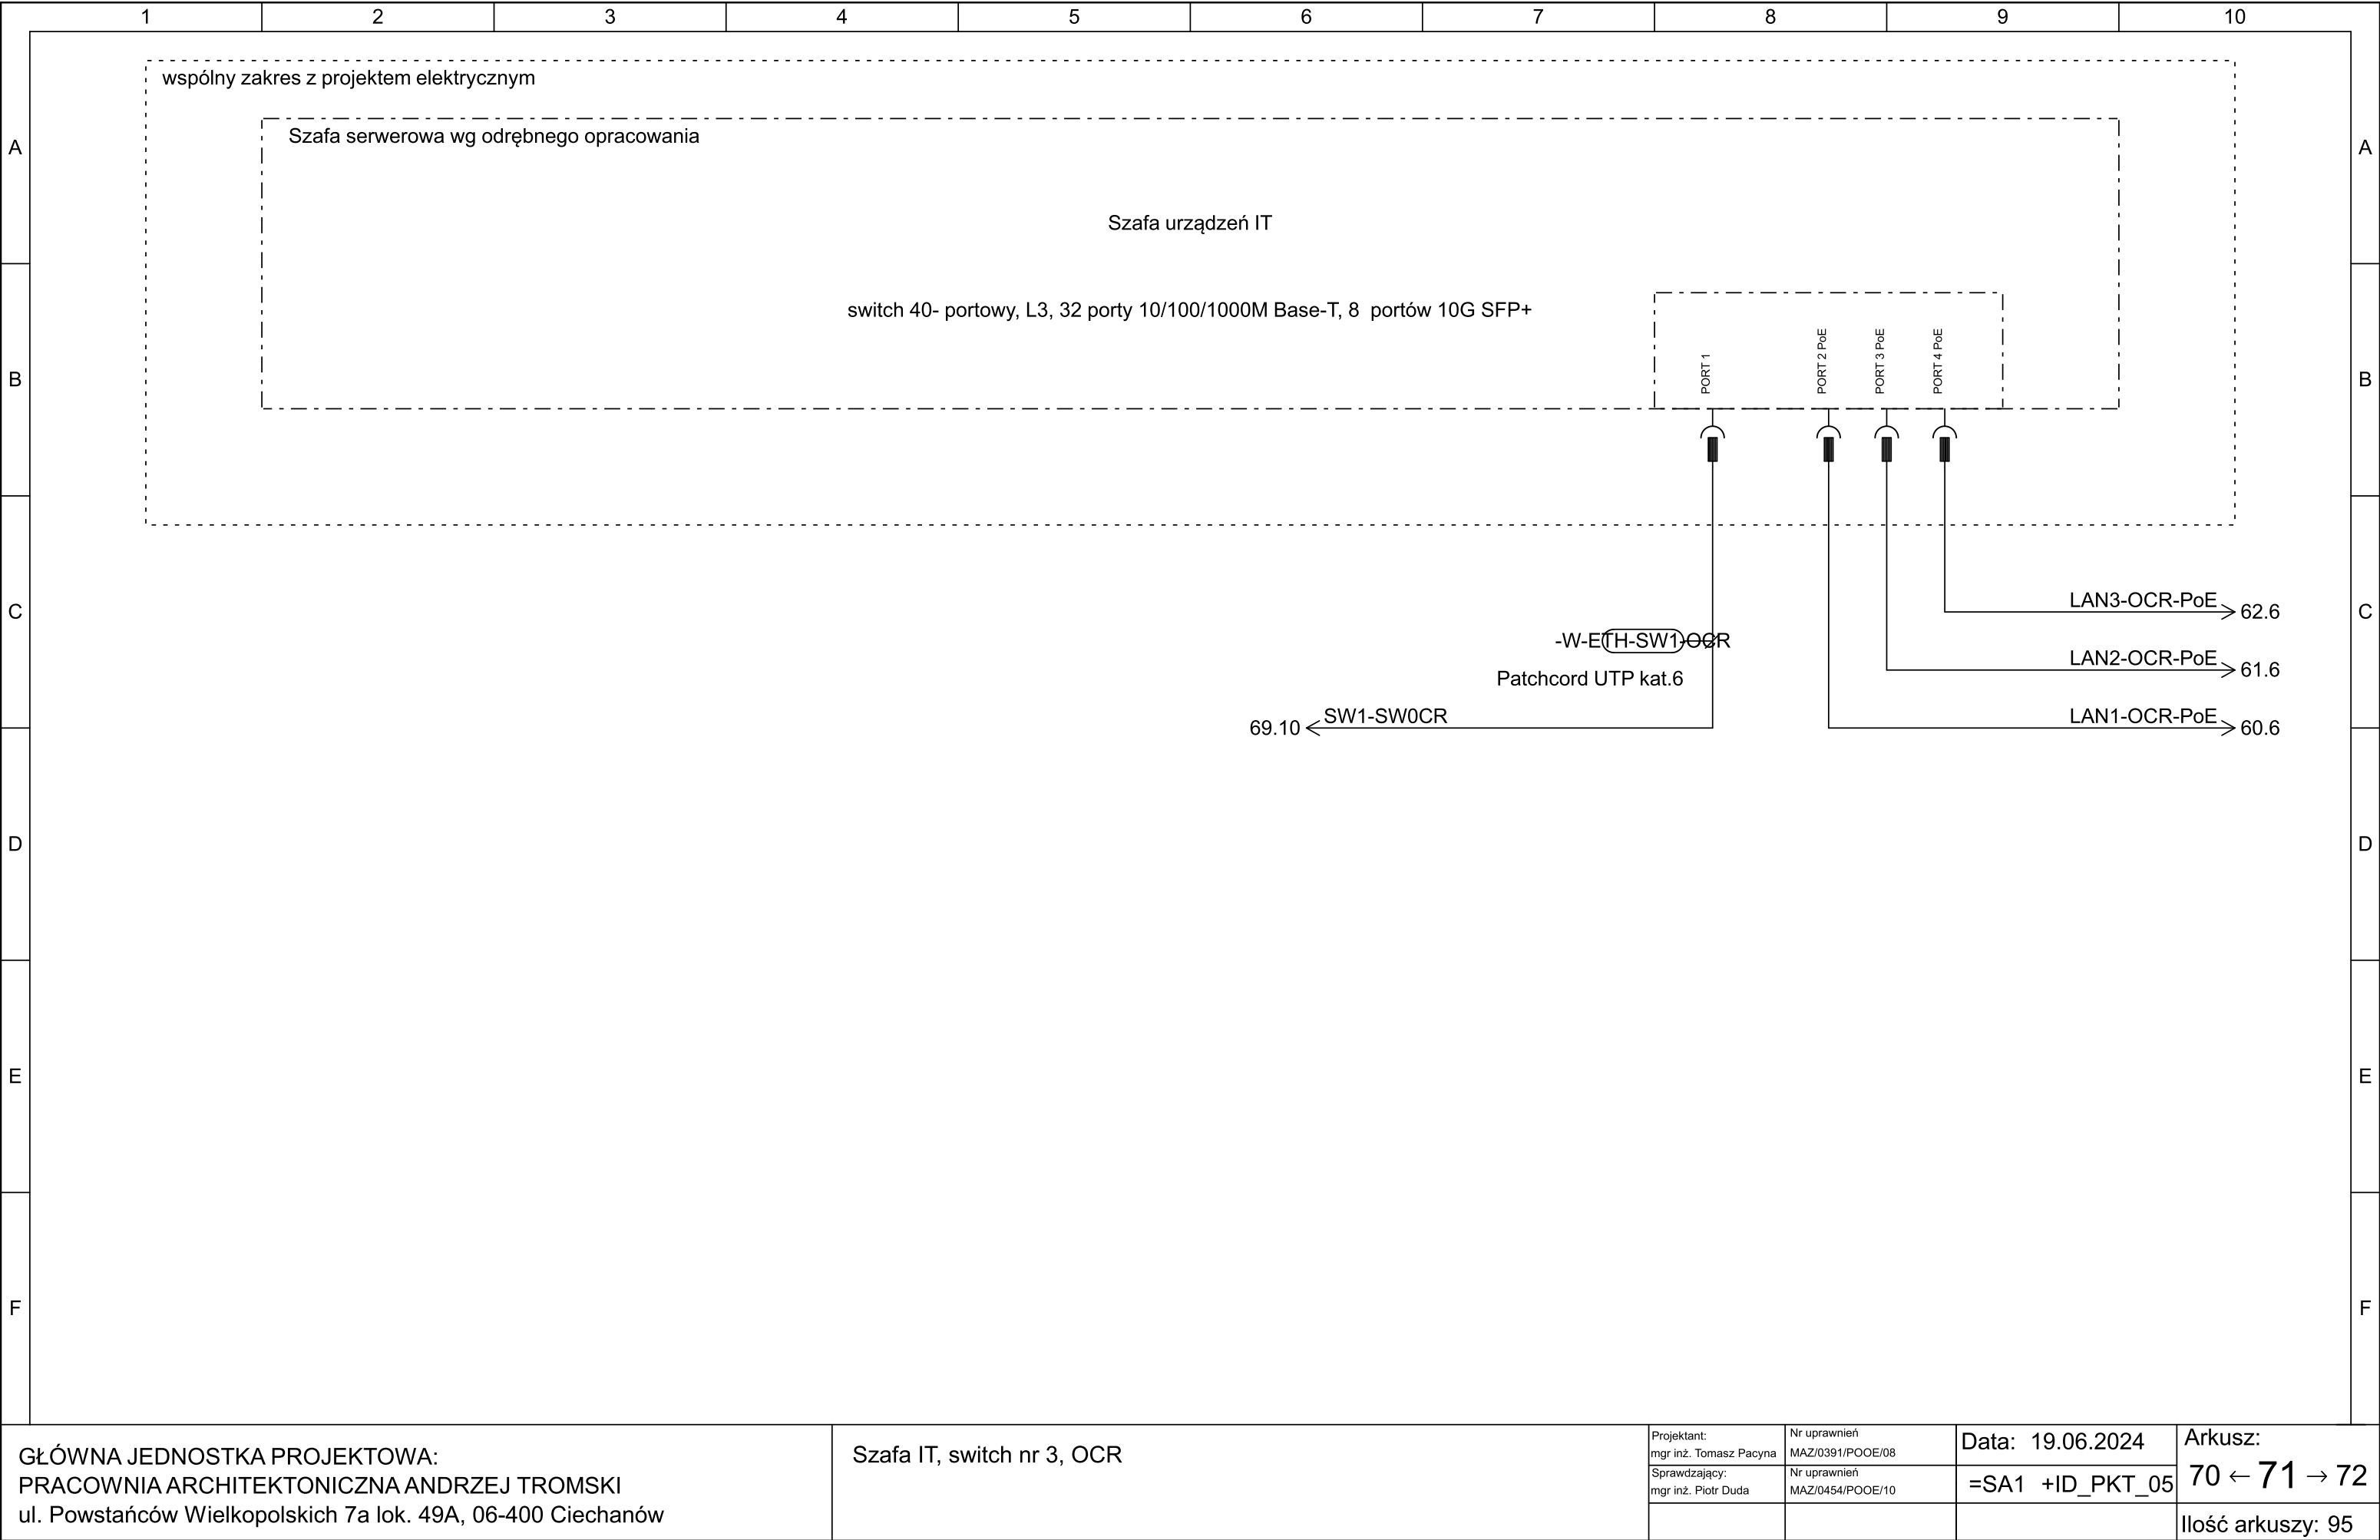 1 2 3 4 5 6 7 8 9 10
wspólny zakres z projektem elektrycznym
Szafa serwerowa wg odrębnego opracowania
A A
Szafa urządzeń IT
switch 40- portowy, L3, 32 porty 10/100/1000M Base-T, 8 portów 10G SFP+
PORT 1
PORT 2 PoE
PORT 3 PoE
PORT 4 PoE
B B
LAN3-OCR-PoE 62.6
C C
-W-ETH-SW1-OCR
LAN2-OCR-PoE 61.6
Patchcord UTP kat.6
69.10 SW1-SW0CR
LAN1-OCR-PoE 60.6
D D
E E
F F
GŁÓWNA JEDNOSTKA PROJEKTOWA:
PRACOWNIA ARCHITEKTONICZNA ANDRZEJ TROMSKI
ul. Powstańców Wielkopolskich 7a lok. 49A, 06-400 Ciechanów
Szafa IT, switch nr 3, OCR
Projektant:
mgr inż. Tomasz Pacyna
Nr uprawnień
MAZ/0391/POOE/08
Sprawdzający:
mgr inż. Piotr Duda
Nr uprawnień
MAZ/0454/POOE/10
Data: 19.06.2024
=SA1 +ID_PKT_05
Arkusz:
70 ← 71 → 72
Ilość arkuszy: 95